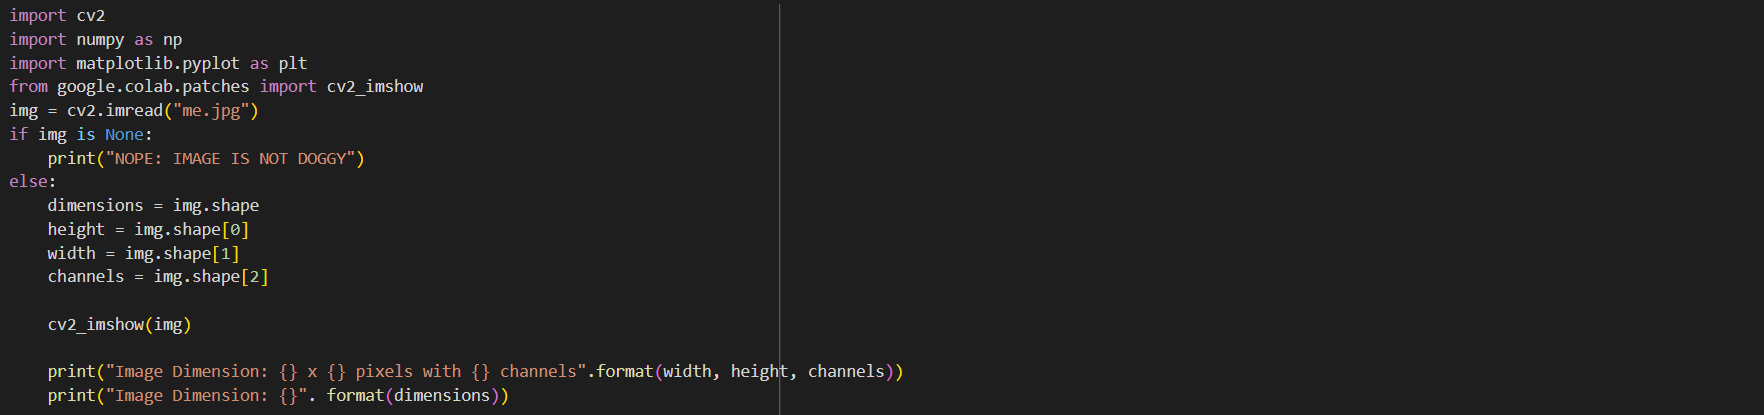 import cv2
import numpy as np
import matplotlib.pyplot as plt
from google.colab.patches import cv2_imshow
img = cv2.imread("me.jpg")
if img is None:
    print("NOPE: IMAGE IS NOT DOGGY")
else:
    dimensions = img.shape
    height = img.shape[0]
    width = img.shape[1]
    channels = img.shape[2]

    cv2_imshow(img)

    print("Image Dimension: {} x {} pixels with {} channels".format(width, height, channels))
    print("Image Dimension: {}". format(dimensions))